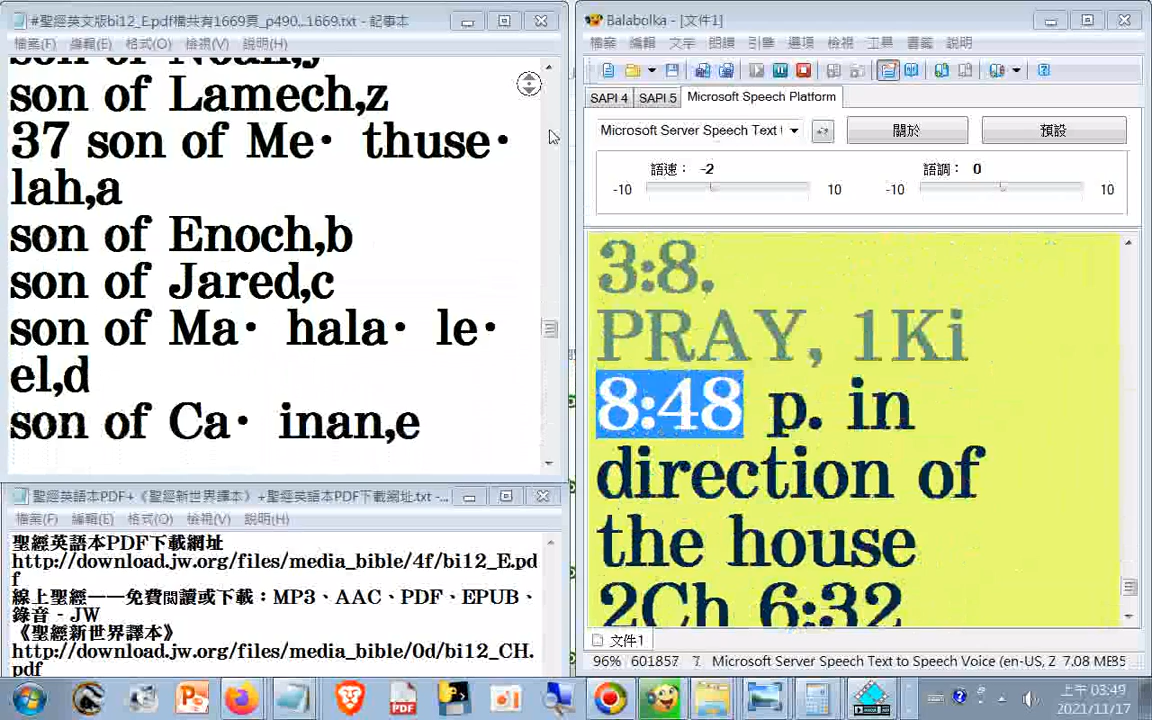 #聖經英文版bi12_E.pdf檔共有1669頁_p490,..1669.txt - 記事本
檔案(F) 編輯(E) 格式(O) 檢視(V) 說明(H)
son of Noah,y
son of Lamech,z
37 son of Me· thuse·
lah,a
son of Enoch,b
son of Jared,c
son of Ma· hala· le·
el,d
son of Ca· inan,e
聖經英語本PDF+《聖經新世界譯本》+聖經英語本PDF下載網址.txt -...
檔案(F) 編輯(E) 格式(O) 檢視(V) 說明(H)
聖經英語本PDF下載網址
http://download.jw.org/files/media_bible/4f/bi12_E.pd
f
線上聖經——免費閱讀或下載：MP3、AAC、PDF、EPUB、
錄音 - JW
《聖經新世界譯本》
http://download.jw.org/files/media_bible/0d/bi12_CH.
pdf
Balabolka - [文件1]
檔案 編輯 文字 朗讀 引擎 選項 檢視 工具 書籤 說明
SAPI 4 SAPI 5 Microsoft Speech Platform
Microsoft Server Speech Text t 關於 預設
語速： -2 語調： 0
-10 10 -10 10
3:8.
PRAY, 1Ki
8:48 p. in
direction of
the house
2Ch 6:32
文件1
96% 601857 Microsoft Server Speech Text to Speech Voice (en-US, Z 7.08 MB
PDF
上午 03:49
2021/11/17